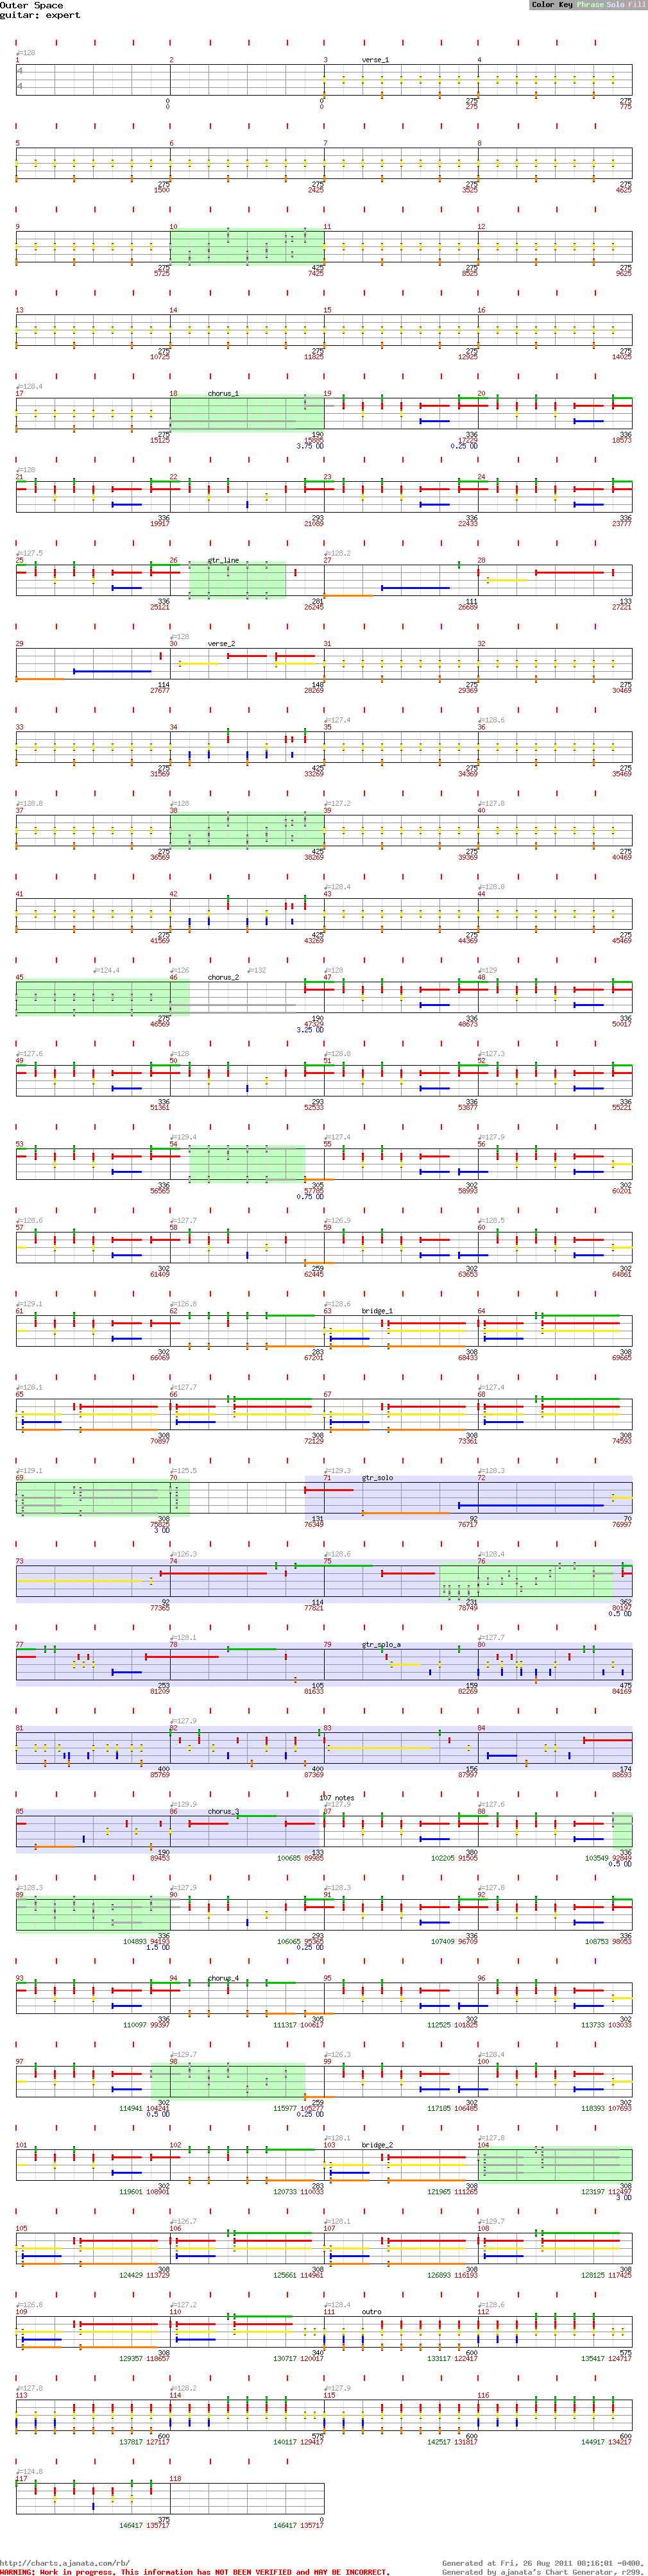 Outer Space
Color Key Phrase Solo Fill
guitar: expert
♩=128
1 2 3 verse_1 4
4
4
0 0 275 275
0 0 275 775
5 6 7 8
275 275 275 275
1500 2425 3525 4625
9 10 11 12
275 425 275 275
5725 7425 8525 9625
13 14 15 16
275 275 275 275
10725 11825 12925 14025
♩=128.4
17 18 chorus_1 19 20
275 190 336 336
15125 15885 17229 18573
3.75 OD 0.25 OD
♩=128
21 22 23 24
336 293 336 336
19917 21089 22433 23777
♩=127.5 ♩=128.2
25 26 gtr_line 27 28
336 281 111 133
25121 26245 26689 27221
♩=128
29 30 verse_2 31 32
114 148 275 275
27677 28269 29369 30469
♩=127.4 ♩=128.6
33 34 35 36
275 425 275 275
31569 33269 34369 35469
♩=128.8 ♩=128 ♩=127.2 ♩=127.8
37 38 39 40
275 425 275 275
36569 38269 39369 40469
♩=128.4 ♩=128.8
41 42 43 44
275 425 275 275
41569 43269 44369 45469
♩=124.4 ♩=126 ♩=132 ♩=128 ♩=129
45 46 chorus_2 47 48
275 190 336 336
46569 47329 48673 50017
3.25 OD
♩=127.6 ♩=128 ♩=128.8 ♩=127.3
49 50 51 52
336 293 336 336
51361 52533 53877 55221
♩=129.4 ♩=127.4 ♩=127.9
53 54 55 56
336 305 302 302
56565 57785 58993 60201
0.75 OD
♩=128.6 ♩=127.7 ♩=126.9 ♩=128.5
57 58 59 60
302 259 302 302
61409 62445 63653 64861
♩=129.1 ♩=126.8 ♩=128.6
61 62 63 bridge_1 64
302 283 308 308
66069 67201 68433 69665
♩=128.1 ♩=127.7 ♩=127.4
65 66 67 68
308 308 308 308
70897 72129 73361 74593
♩=129.1 ♩=125.5 ♩=129.3 ♩=128.3
69 70 71 gtr_solo 72
308 131 92 70
75825 76349 76717 76997
3 OD
♩=126.3 ♩=128.6 ♩=128.4
73 74 75 76
92 114 231 362
77365 77821 78749 80197
0.5 OD
♩=128.1 ♩=127.7
77 78 79 gtr_solo_a 80
253 105 159 475
81209 81633 82269 84169
♩=127.9
81 82 83 84
400 400 156 174
85769 87369 87997 88693
107 notes
♩=129.9 ♩=127.9 ♩=127.6
85 86 chorus_3 87 88
190 133 380 336
89453 100685 89985 102205 91505 103549 92849
0.5 OD
♩=128.3 ♩=127.9 ♩=128.3 ♩=127.8
89 90 91 92
336 293 336 336
104893 94193 106065 95365 107409 96709 108753 98053
1.5 OD 0.25 OD
93 94 chorus_4 95 96
336 305 302 302
110097 99397 111317 100617 112525 101825 113733 103033
♩=129.7 ♩=126.3 ♩=128.4
97 98 99 100
302 259 302 302
114941 104241 115977 105277 117185 106485 118393 107693
0.5 OD 0.25 OD
♩=128.1 ♩=127.8
101 102 103 bridge_2 104
302 283 308 308
119601 108901 120733 110033 121965 111265 123197 112497
3 OD
♩=126.7 ♩=128.1 ♩=129.7
105 106 107 108
308 308 308 308
124429 113729 125661 114961 126893 116193 128125 117425
♩=126.8 ♩=127.2 ♩=128.4 ♩=128.6
109 110 111 outro 112
308 340 600 575
129357 118657 130717 120017 133117 122417 135417 124717
♩=127.8 ♩=128.2 ♩=127.9
113 114 115 116
600 575 600 600
137817 127117 140117 129417 142517 131817 144917 134217
♩=124.8
117 118
375 0
146417 135717 146417 135717
http://charts.ajanata.com/rb/
Generated at Fri, 26 Aug 2011 08:16:01 -0400.
WARNING: Work in progress. This information has NOT BEEN VERIFIED and MAY BE INCORRECT.
Generated by ajanata's Chart Generator, r299.